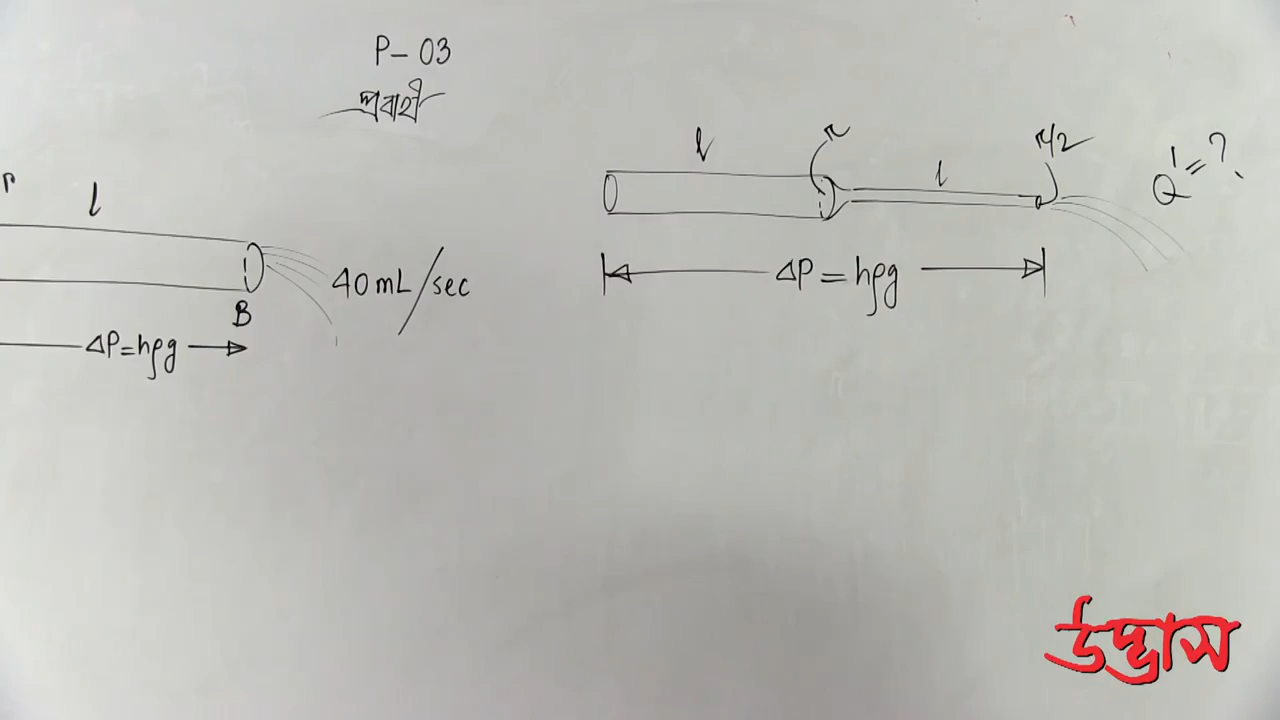 P- 03
প্রবাহী
r
l
40 mL/sec
B
ΔP=hρg
l
r
l
r/2
Q'=?
ΔP=hρg
উদ্ভাস